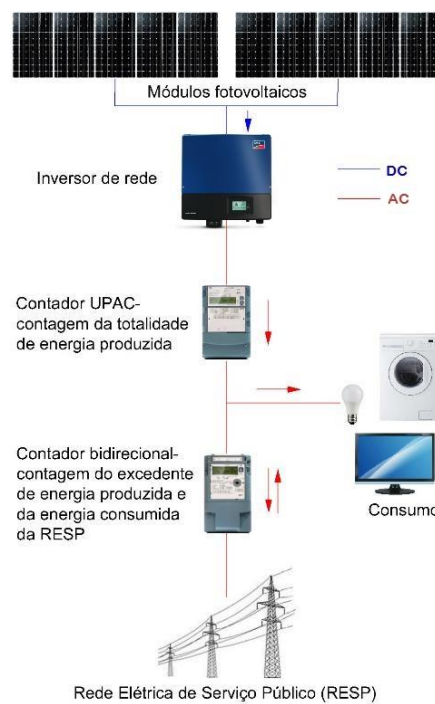 Módulos fotovoltaicos
Inversor de rede
DC
AC
Contador UPAC-
contagem da totalidade
de energia produzida
Contador bidirecional-
contagem do excedente
de energia produzida e
da energia consumida
da RESP
Consumo
Rede Elétrica de Serviço Público (RESP)